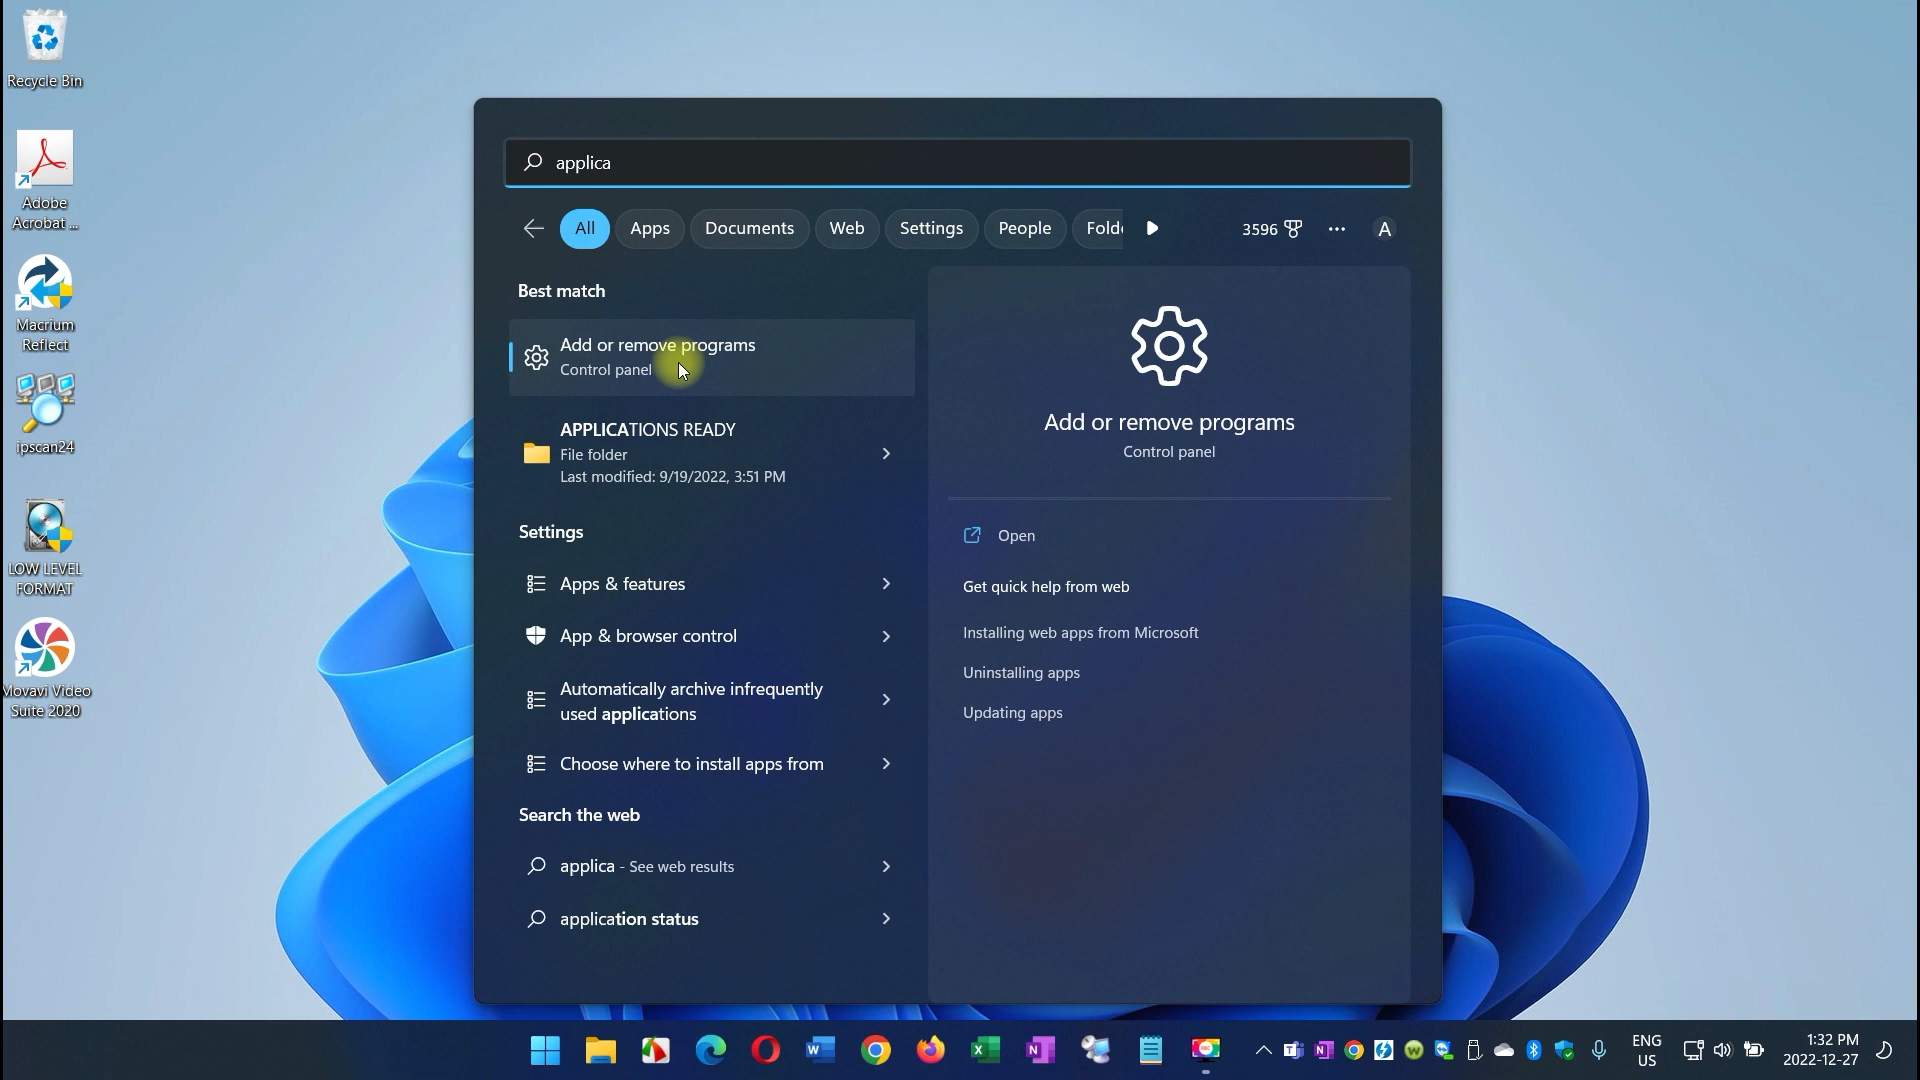 Recycle Bin
Adobe
Acrobat ...
Macrium
Reflect
ipscan24
LOW LEVEL
FORMAT
Movavi Video
Suite 2020
applica
All
Apps
Documents
Web
Settings
People
Folde
3596
A
Best match
Add or remove programs
Control panel
APPLICATIONS READY
File folder
Last modified: 9/19/2022, 3:51 PM
Settings
Apps & features
App & browser control
Automatically archive infrequently
used applications
Choose where to install apps from
Search the web
applica - See web results
application status
Add or remove programs
Control panel
Open
Get quick help from web
Installing web apps from Microsoft
Uninstalling apps
Updating apps
ENG
US
1:32 PM
2022-12-27